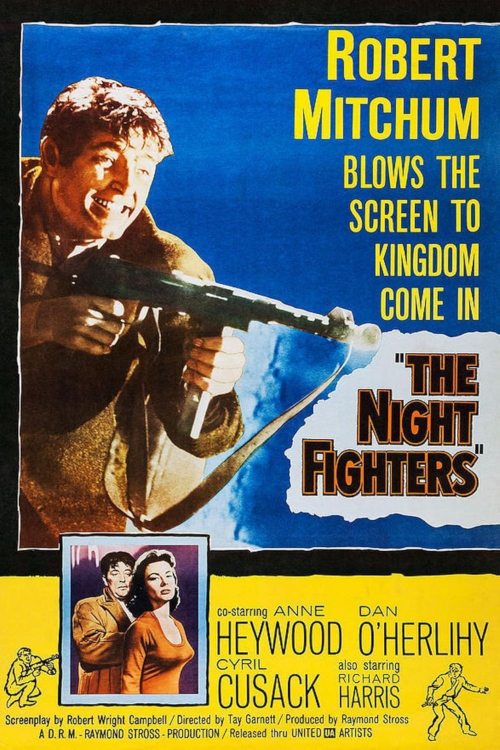 ROBERT
MITCHUM
BLOWS THE
SCREEN TO
KINGDOM
COME IN
"THE
NIGHT
FIGHTERS"
co-starring ANNE DAN
HEYWOOD O'HERLIHY
CYRIL also starring
CUSACK RICHARD
HARRIS
Screenplay by Robert Wright Campbell / Directed by Tay Garnett / Produced by Raymond Stross
A D.R.M. - RAYMOND STROSS - PRODUCTION / Released thru UNITED UA ARTISTS